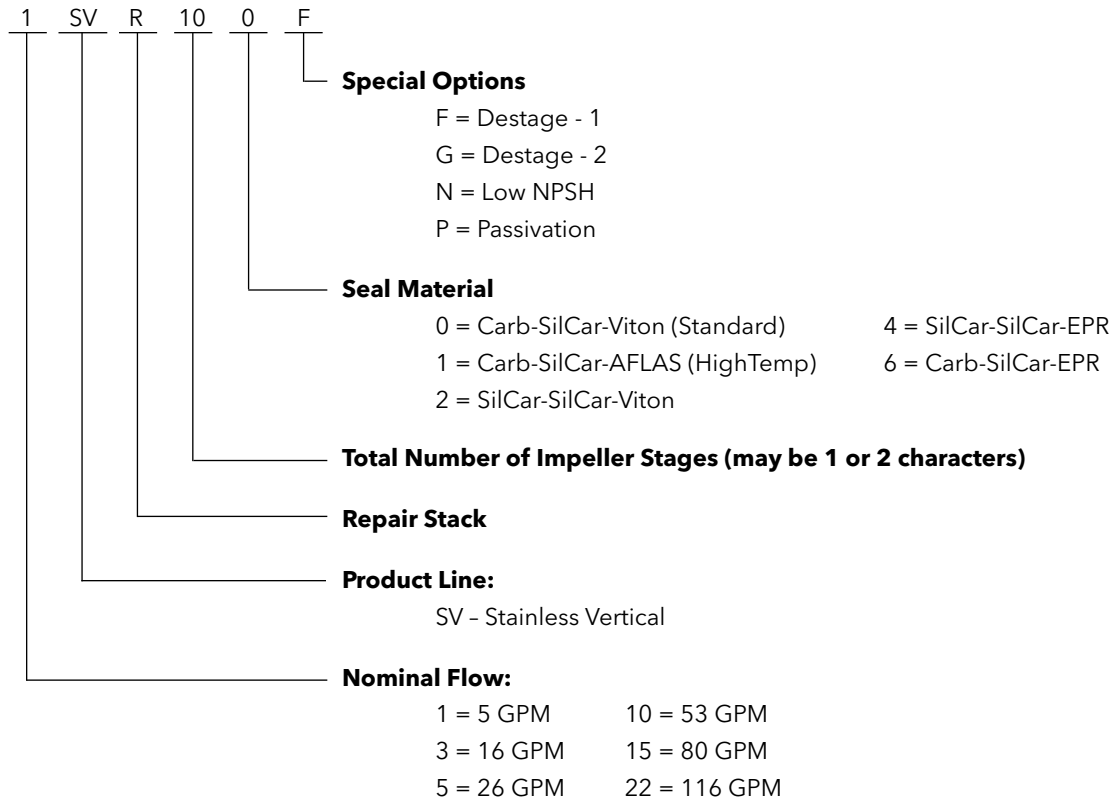 1 SV R 10 0 F
Special Options
F = Destage - 1
G = Destage - 2
N = Low NPSH
P = Passivation
Seal Material
0 = Carb-SilCar-Viton (Standard) 4 = SilCar-SilCar-EPR
1 = Carb-SilCar-AFLAS (HighTemp) 6 = Carb-SilCar-EPR
2 = SilCar-SilCar-Viton
Total Number of Impeller Stages (may be 1 or 2 characters)
Repair Stack
Product Line:
SV – Stainless Vertical
Nominal Flow:
1 = 5 GPM 10 = 53 GPM
3 = 16 GPM 15 = 80 GPM
5 = 26 GPM 22 = 116 GPM